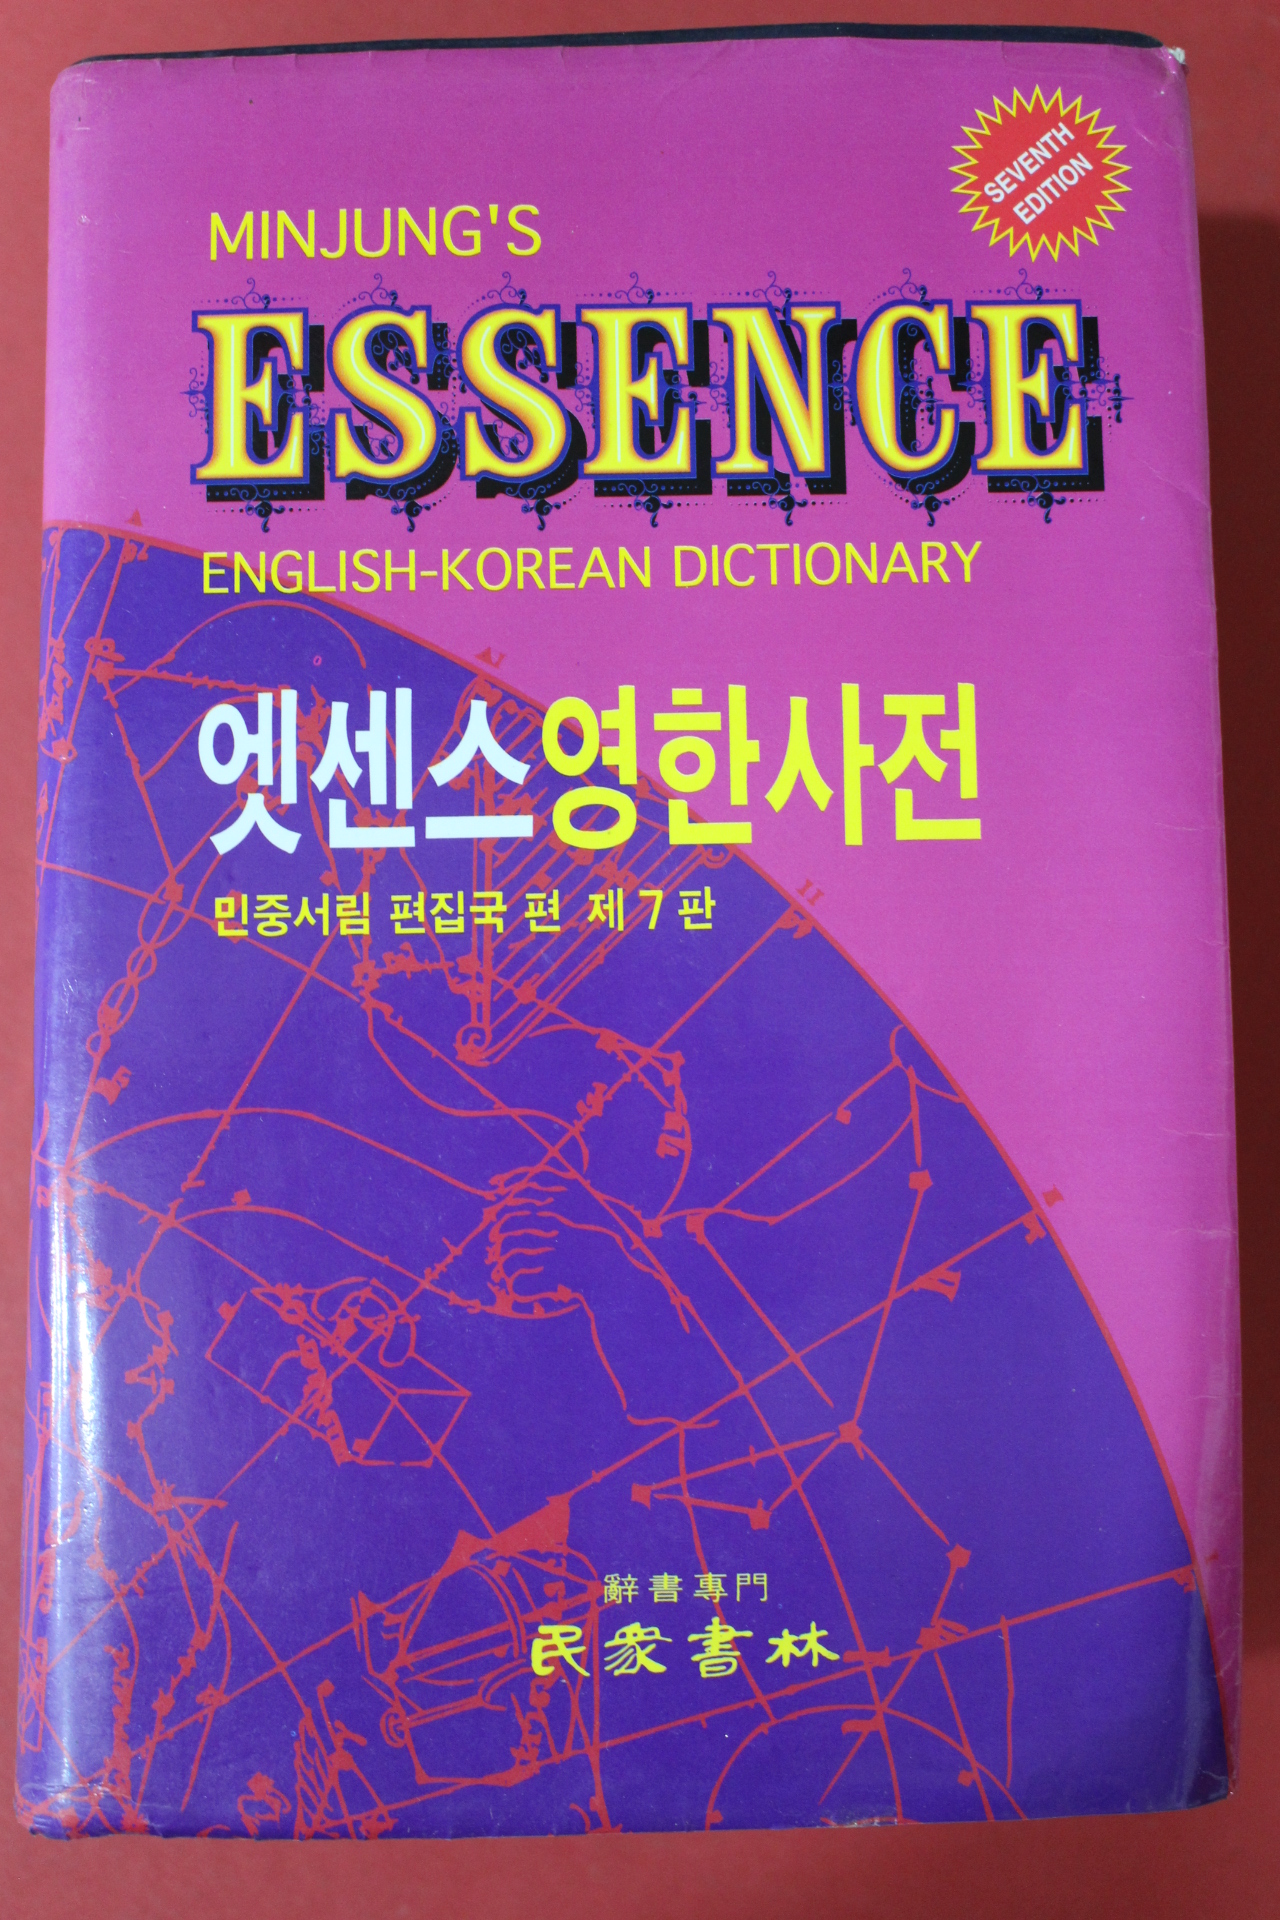 SEVENTH
EDITION
MINJUNG'S
ESSENCE
ENGLISH-KOREAN DICTIONARY
엣센스영한사전
민중서림 편집국 편 제7판
辭書專門
民衆書林